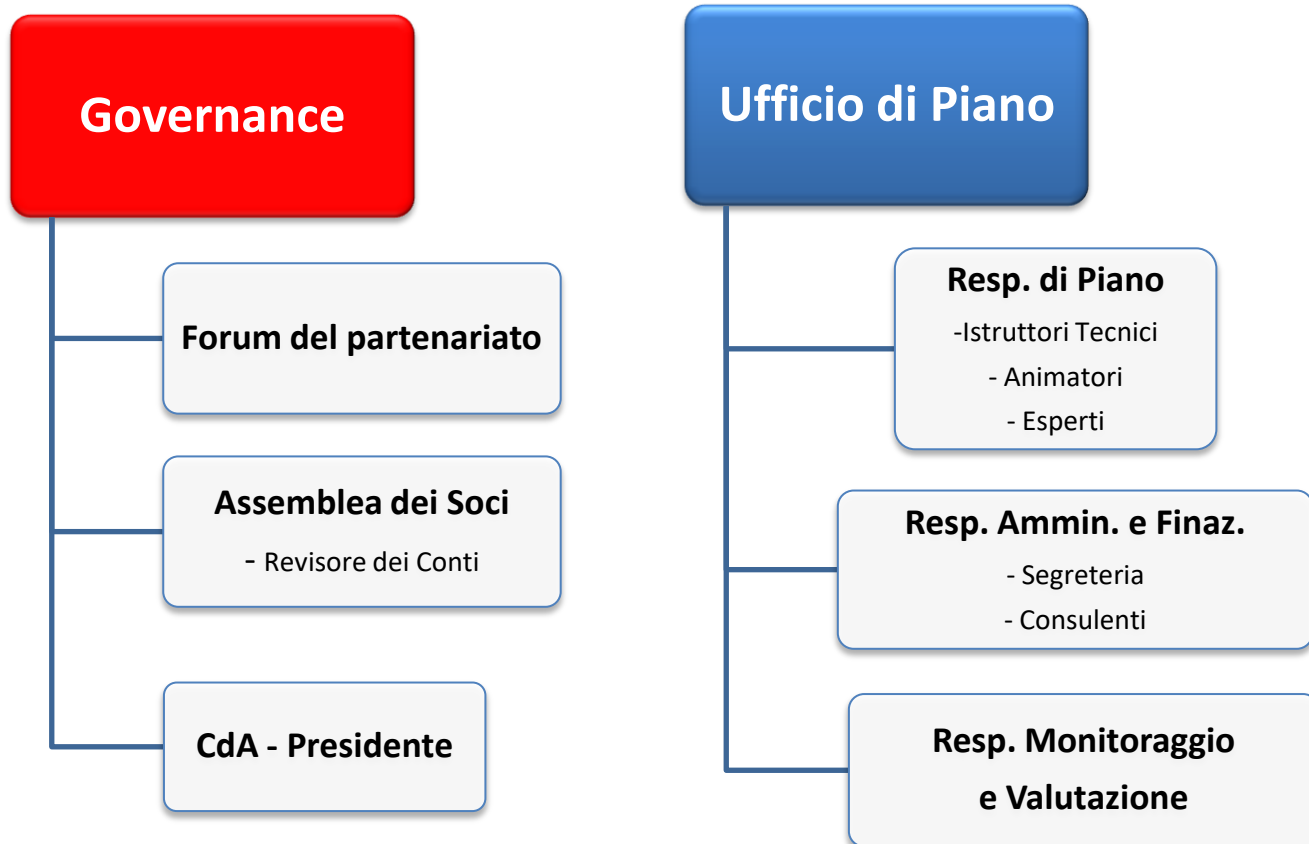 Governance
Forum del partenariato
Assemblea dei Soci
- Revisore dei Conti
CdA - Presidente
Ufficio di Piano
Resp. di Piano
-Istruttori Tecnici
- Animatori
- Esperti
Resp. Ammin. e Finaz.
- Segreteria
- Consulenti
Resp. Monitoraggio
e Valutazione